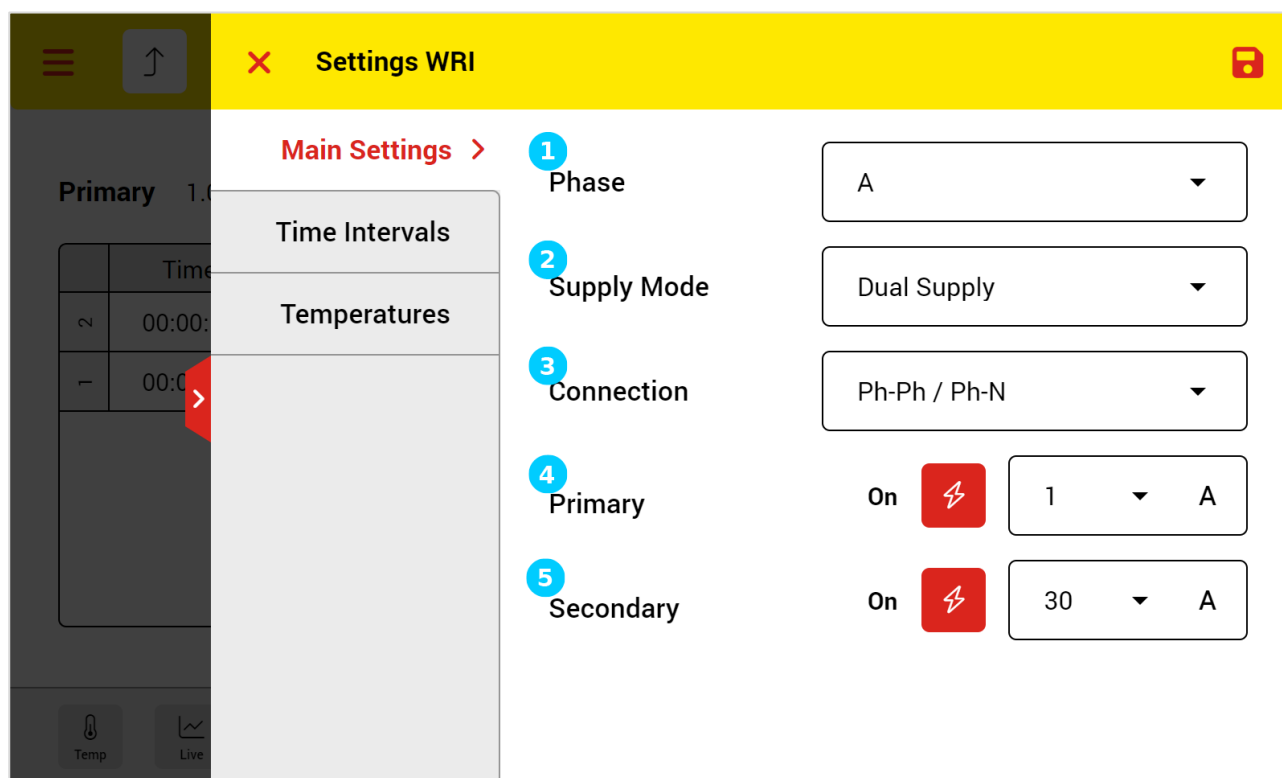 Settings WRI
Main Settings
Time Intervals
Temperatures
1
Phase
A
2
Supply Mode
Dual Supply
3
Connection
Ph-Ph / Ph-N
4
Primary
On
1
A
5
Secondary
On
30
A
Primary 1.
Time
2
00:00:
1
00:0
Temp
Live